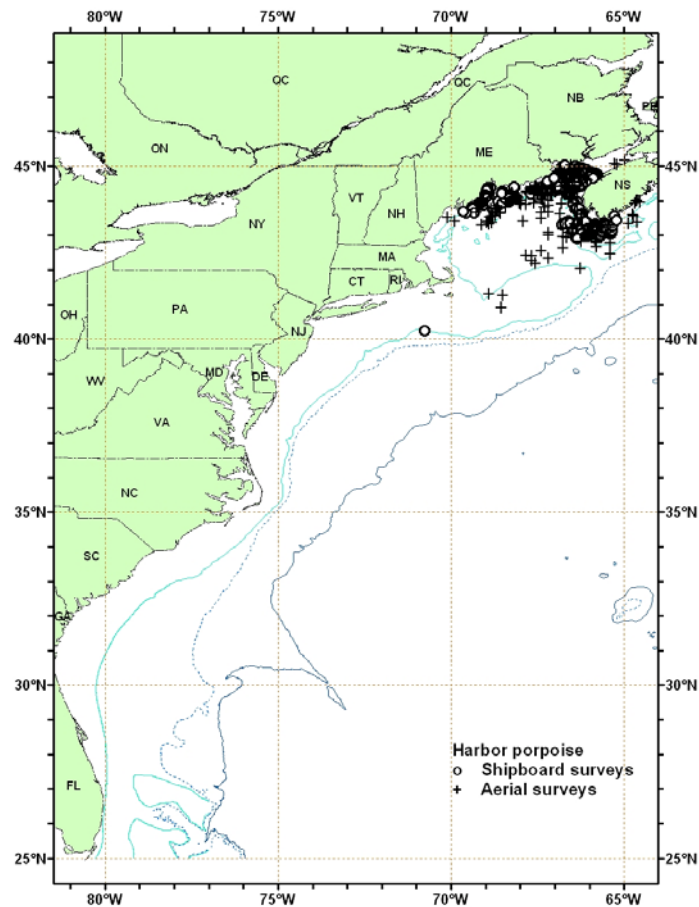 80°W 75°W 70°W 65°W
QC
QC
NB
PE
ON
ME
45°N 45°N
NS
VT
NH
NY
MA
CT RI
PA
OH
NJ
40°N 40°N
MD
DE
WV
VA
NC
35°N 35°N
SC
GA
30°N 30°N
Harbor porpoise
Shipboard surveys
Aerial surveys
FL
25°N 25°N
80°W 75°W 70°W 65°W